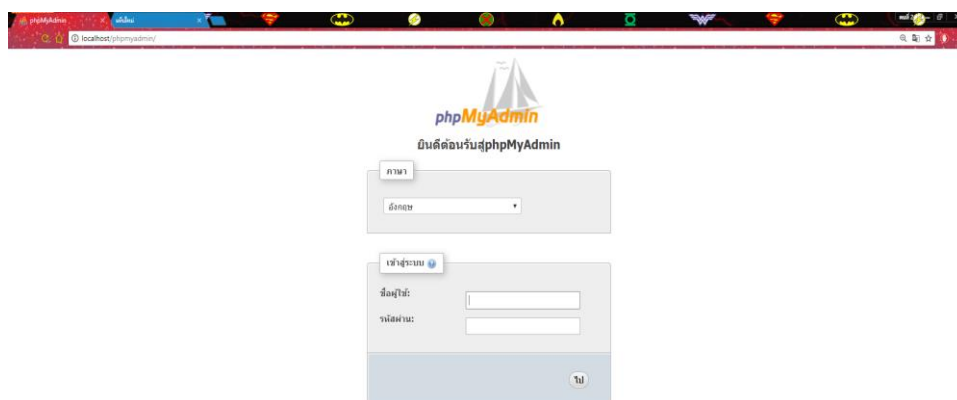 phpMyAdmin
แท็บใหม่
localhost/phpmyadmin/
phpMyAdmin
ยินดีต้อนรับสู่phpMyAdmin
ภาษา
อังกฤษ
เข้าสู่ระบบ
ชื่อผู้ใช้:
รหัสผ่าน:
ไป